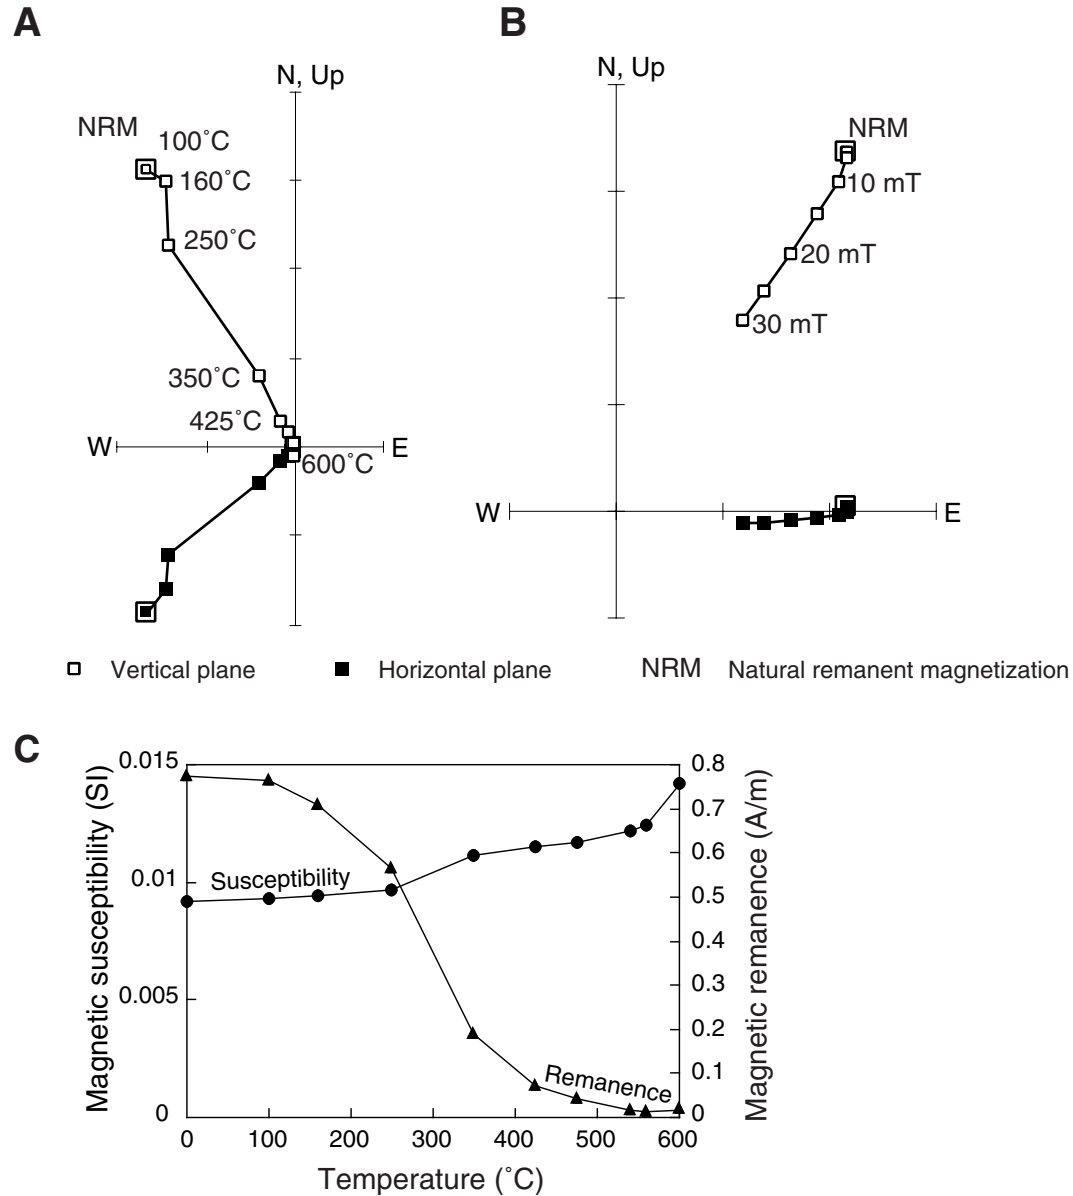 A
B
N, Up
N, Up
NRM
100˚C
NRM
160˚C
10 mT
250˚C
20 mT
30 mT
350˚C
425˚C
W
E
600˚C
W
E
Vertical plane
Horizontal plane
NRM
Natural remanent magnetization
C
Magnetic susceptibility (SI)
0.015
0.01
0.005
0
Susceptibility
Remanence
0.8
0.7
0.6
0.5
0.4
0.3
0.2
0.1
0
Magnetic remanence (A/m)
0 100 200 300 400 500 600
Temperature (˚C)